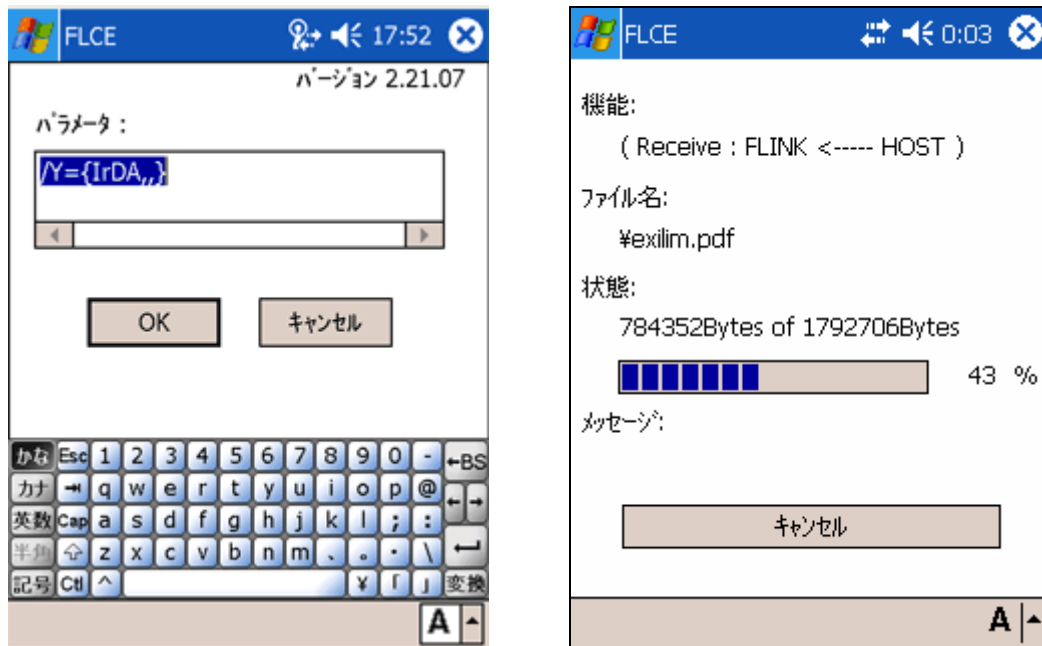 FLCE 17:52
バージョン 2.21.07
パラメータ :
/Y={IrDA,,}
OK キャンセル
かな Esc 1 2 3 4 5 6 7 8 9 0 - ←BS
カナ →| q w e r t y u i o p @ ← →
英数 Cap a s d f g h j k l ; :
半角 z x c v b n m 、 。 ・ \ ↵
記号 Ctl ^ ¥ 「 」 変換
A
FLCE 0:03
機能:
( Receive : FLINK <----- HOST )
ファイル名:
¥exilim.pdf
状態:
784352Bytes of 1792706Bytes
43 %
メッセージ:
キャンセル
A